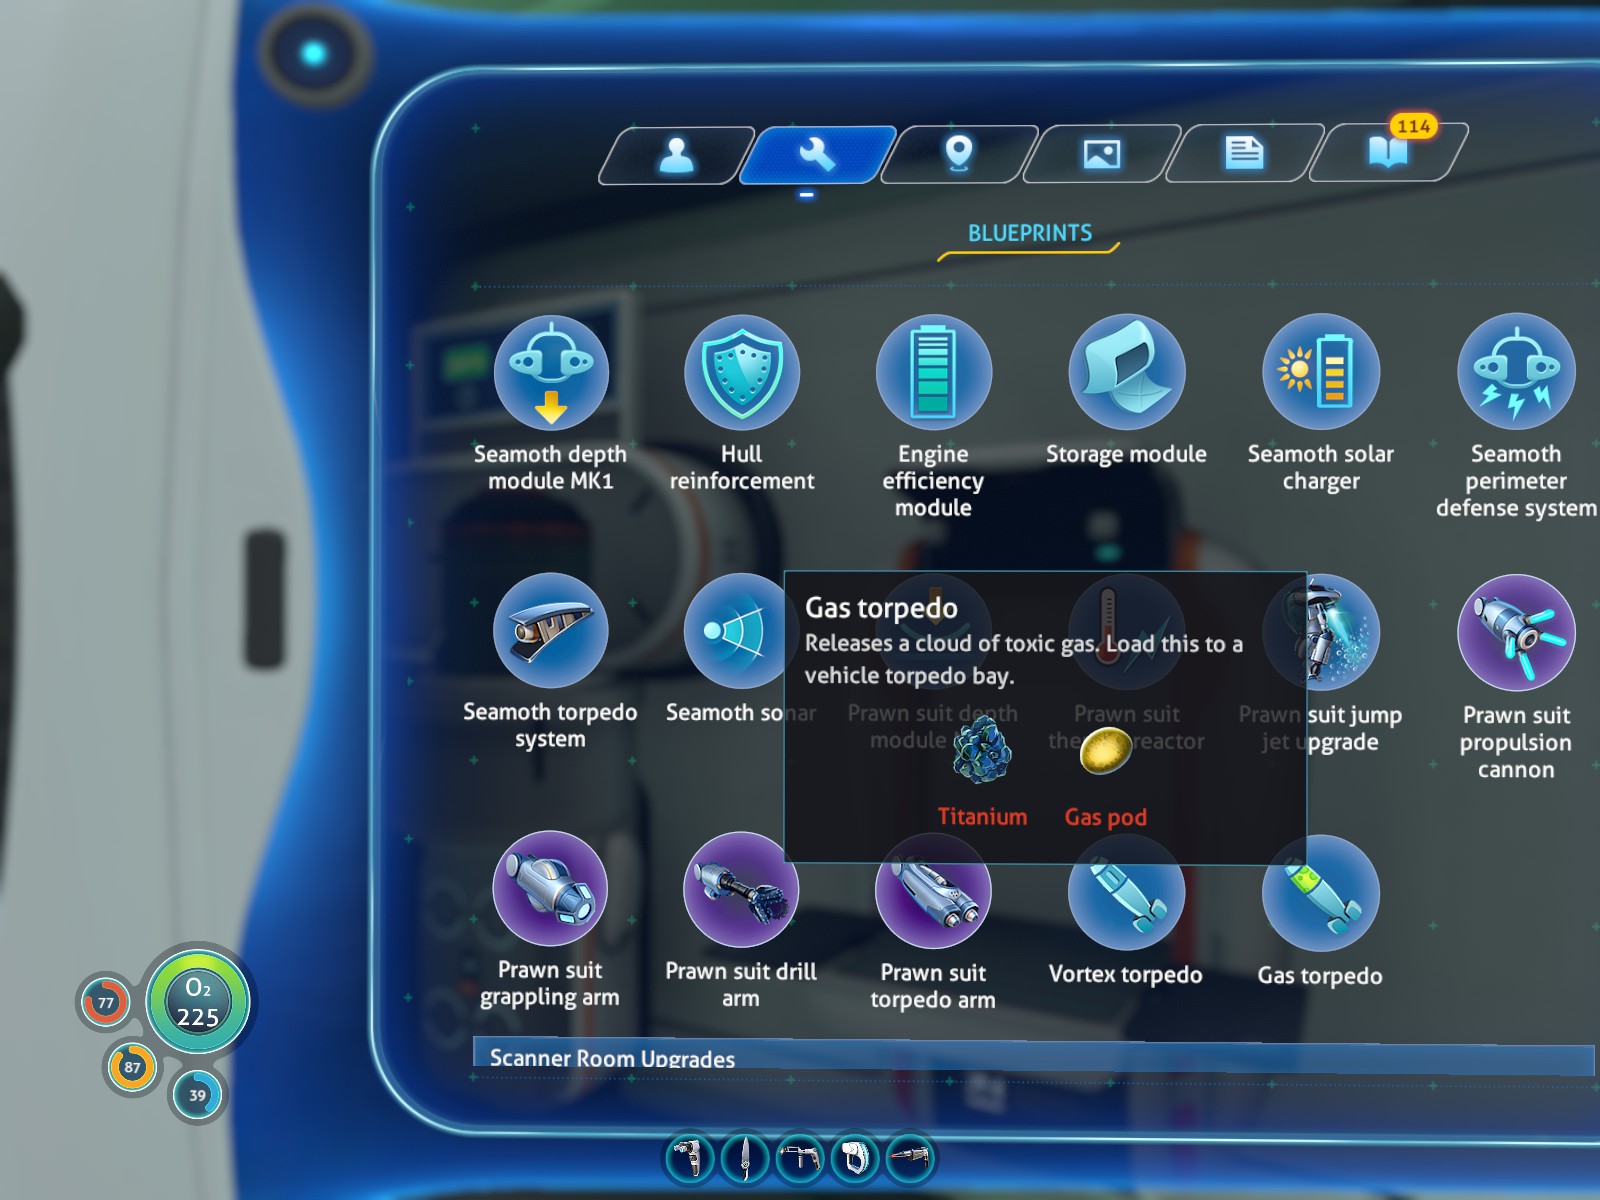 114
BLUEPRINTS
Seamoth depth
module MK1
Hull
reinforcement
Engine
efficiency
module
Storage module
Seamoth solar
charger
Seamoth
perimeter
defense system
Gas torpedo
Releases a cloud of toxic gas. Load this to a
vehicle torpedo bay.
Titanium
Gas pod
Seamoth torpedo
system
Seamoth sonar
Prawn suit depth
module
Prawn suit
thermal reactor
Prawn suit jump
jet upgrade
Prawn suit
propulsion
cannon
Prawn suit
grappling arm
Prawn suit drill
arm
Prawn suit
torpedo arm
Vortex torpedo
Gas torpedo
Scanner Room Upgrades
77
O₂
225
87
39